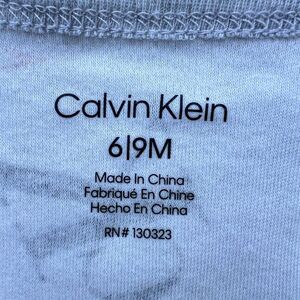 Calvin Klein
6|9M
Made In China
Fabriqué En Chine
Hecho En China
RN# 130323